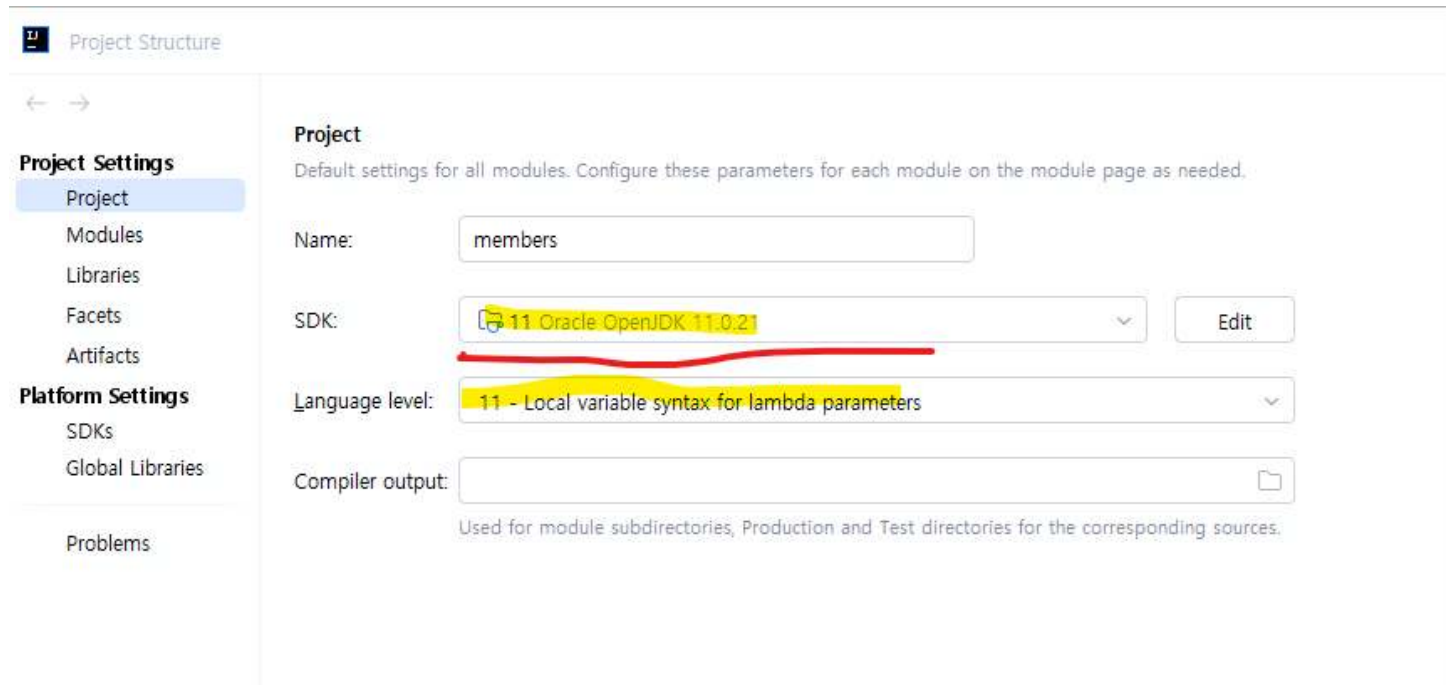 Project Structure
Project Settings
Project
Modules
Libraries
Facets
Artifacts
Platform Settings
SDKs
Global Libraries
Problems
Project
Default settings for all modules. Configure these parameters for each module on the module page as needed.
Name: members
SDK: 11 Oracle OpenJDK 11.0.21 Edit
Language level: 11 - Local variable syntax for lambda parameters
Compiler output:
Used for module subdirectories, Production and Test directories for the corresponding sources.